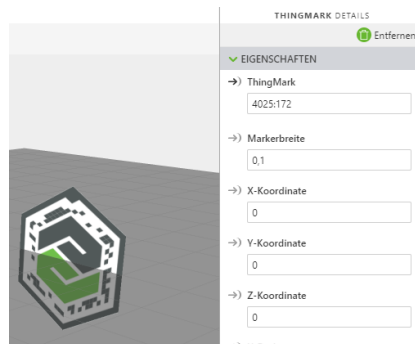 THINGMARK DETAILS
Entfernen
EIGENSCHAFTEN
ThingMark
4025:172
Markerbreite
0,1
X-Koordinate
0
Y-Koordinate
0
Z-Koordinate
0